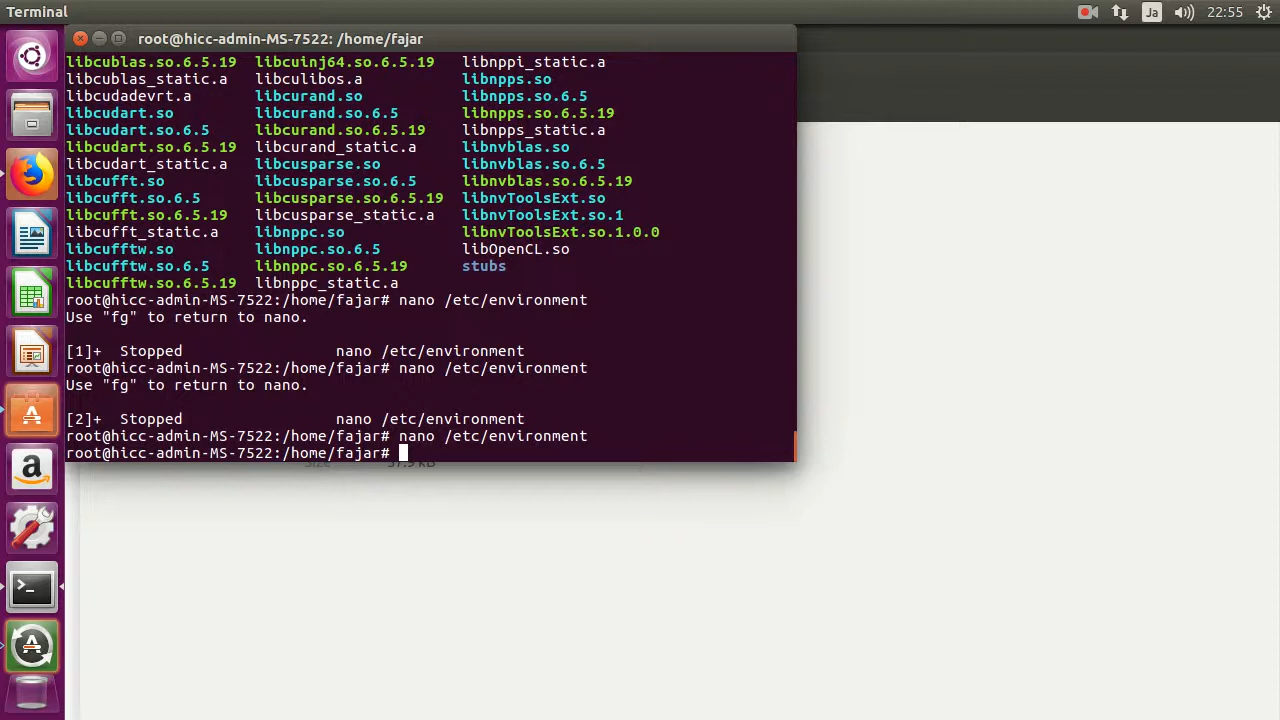 Terminal
Ja
22:55
root@hicc-admin-MS-7522: /home/fajar
libcublas.so.6.5.19 libcuinj64.so.6.5.19 libnppi_static.a
libcublas_static.a libculibos.a libnpps.so
libcudadevrt.a libcurand.so libnpps.so.6.5
libcudart.so libcurand.so.6.5 libnpps.so.6.5.19
libcudart.so.6.5 libcurand.so.6.5.19 libnpps_static.a
libcudart.so.6.5.19 libcurand_static.a libnvblas.so
libcudart_static.a libcusparse.so libnvblas.so.6.5
libcufft.so libcusparse.so.6.5 libnvblas.so.6.5.19
libcufft.so.6.5 libcusparse.so.6.5.19 libnvToolsExt.so
libcufft.so.6.5.19 libcusparse_static.a libnvToolsExt.so.1
libcufft_static.a libnppc.so libnvToolsExt.so.1.0.0
libcufftw.so libnppc.so.6.5 libOpenCL.so
libcufftw.so.6.5 libnppc.so.6.5.19 stubs
libcufftw.so.6.5.19 libnppc_static.a
root@hicc-admin-MS-7522:/home/fajar# nano /etc/environment
Use "fg" to return to nano.
[1]+ Stopped nano /etc/environment
root@hicc-admin-MS-7522:/home/fajar# nano /etc/environment
Use "fg" to return to nano.
[2]+ Stopped nano /etc/environment
root@hicc-admin-MS-7522:/home/fajar# nano /etc/environment
root@hicc-admin-MS-7522:/home/fajar#
Size